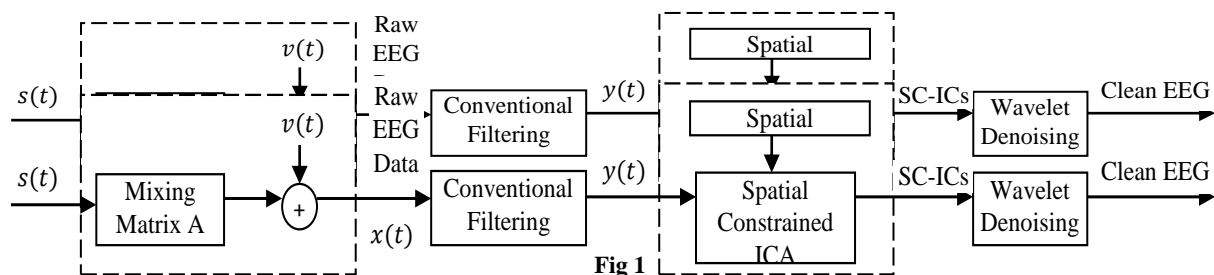 Raw
EEG
v(t)
s(t)
Spatial
Conventional
Filtering
y(t)
SC-ICs
Wavelet
Denoising
Clean EEG
Raw
EEG
Data
v(t)
s(t)
Mixing
Matrix A
+
x(t)
Conventional
Filtering
y(t)
Spatial
Spatial
Constrained
ICA
SC-ICs
Wavelet
Denoising
Clean EEG
Fig 1